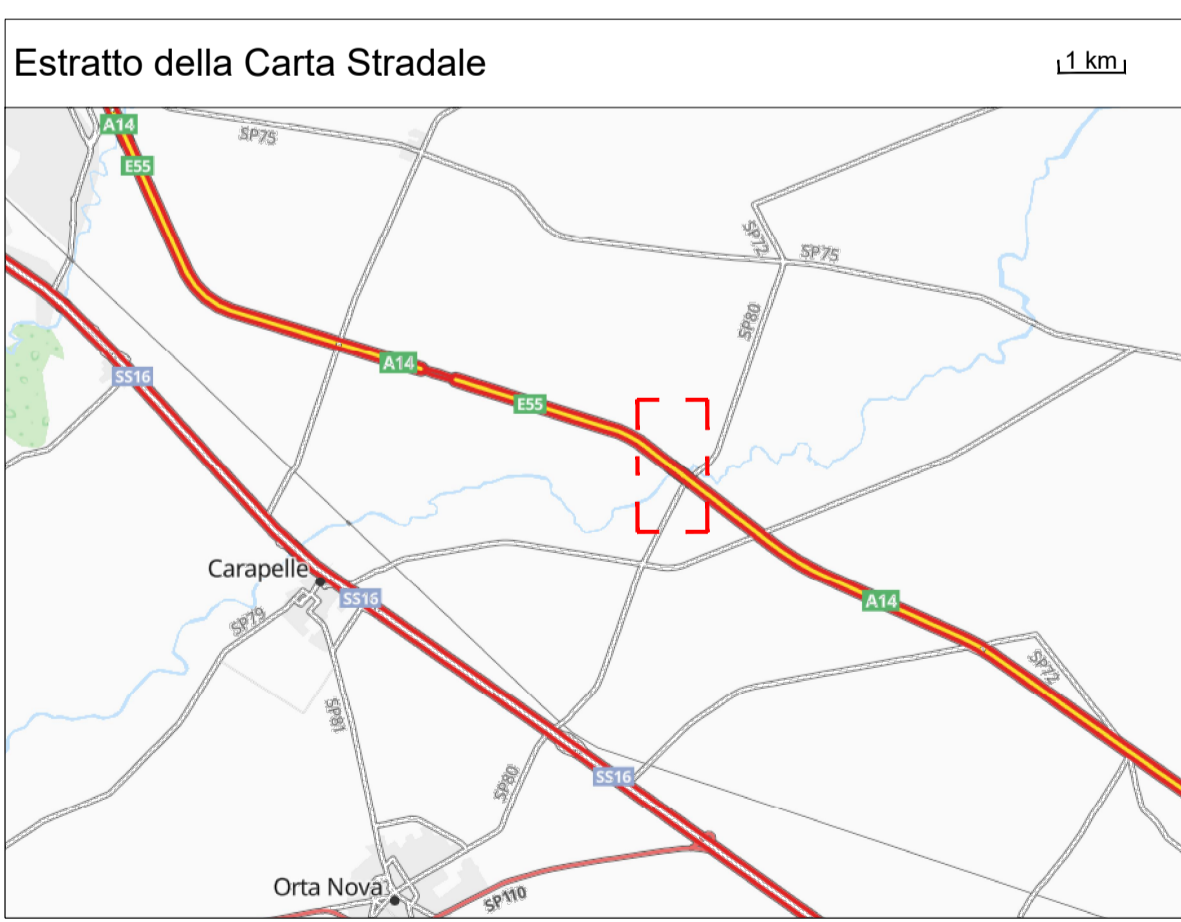 Estratto della Carta Stradale
1 km
A14
SP75
E55
SP72
SP75
SP80
A14
SS16
E55
Carapelle
SS16
A14
SP79
SP72
SP81
SP80
SS16
Orta Nova
SP110